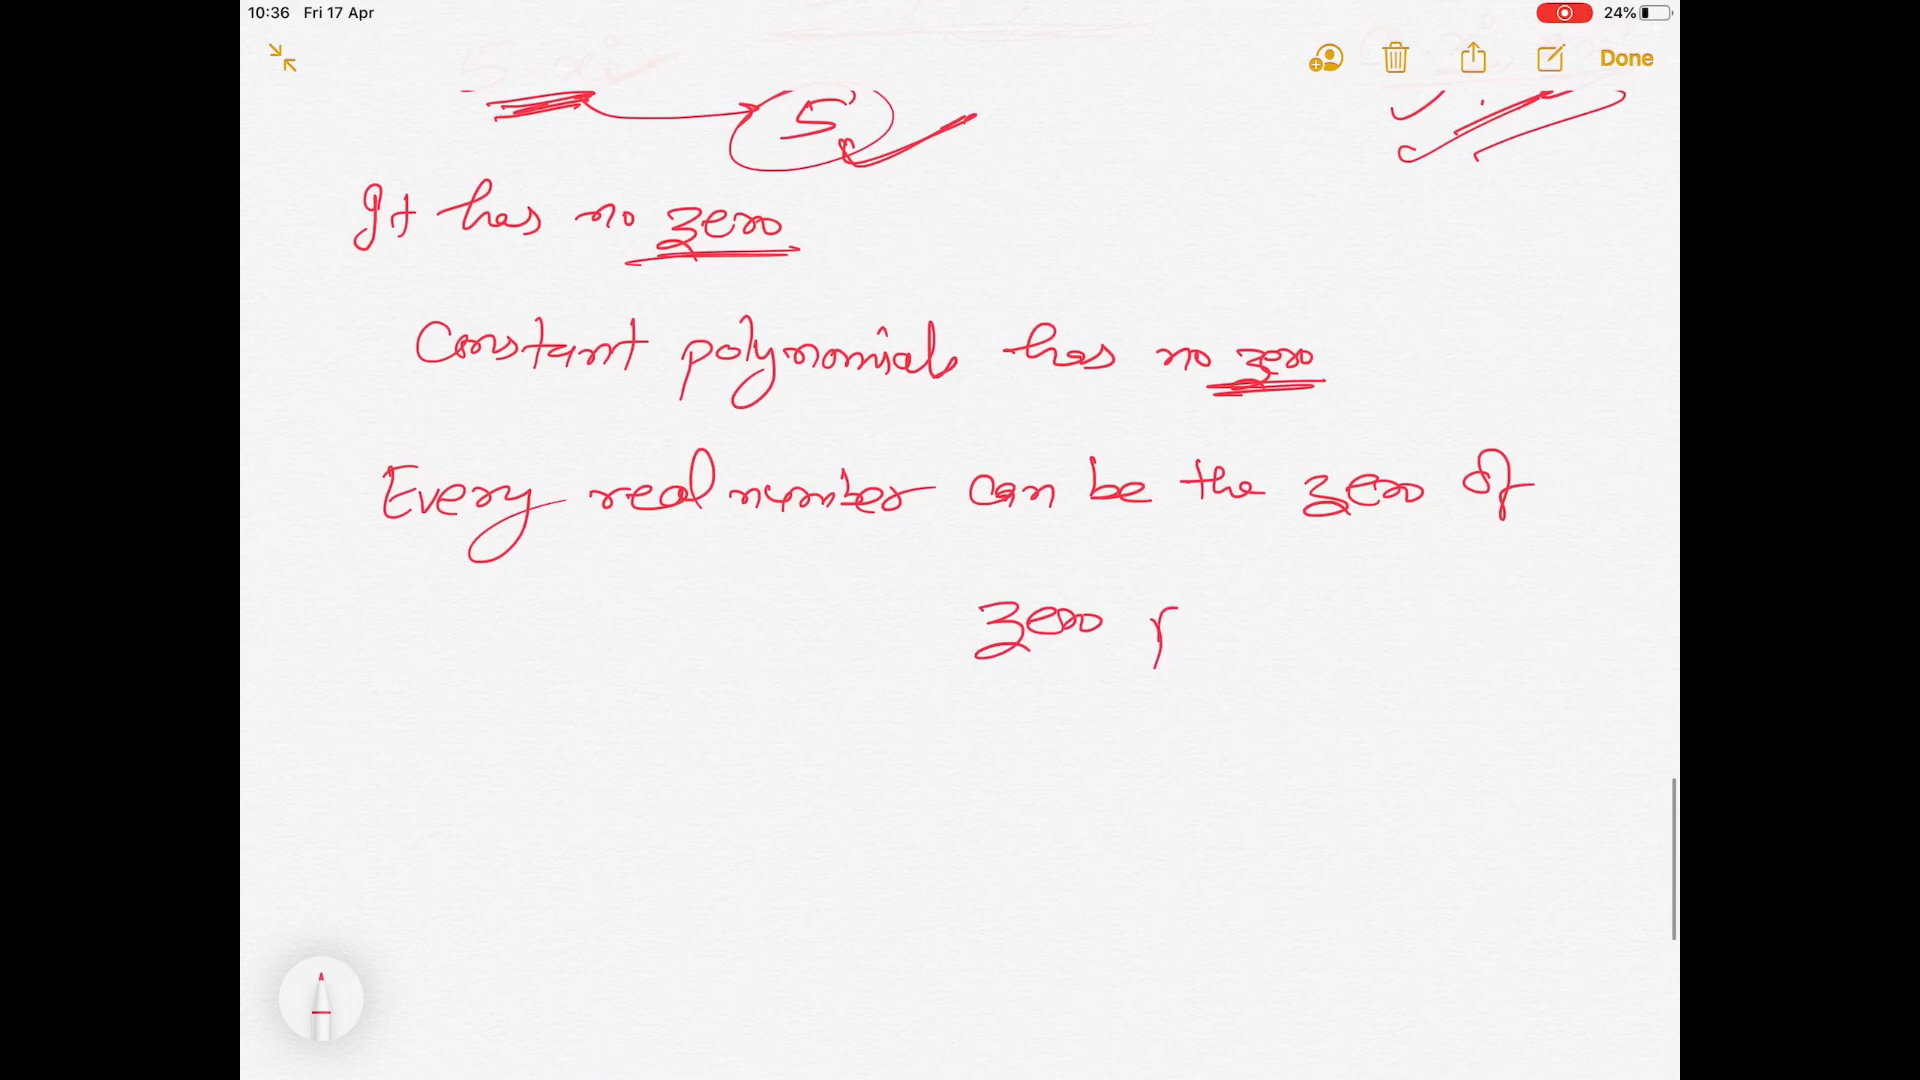 10:36 Fri 17 Apr 24%
Done
5
It has no zero
Constant polynomials has no zero
Every real number can be the zero of
zero p